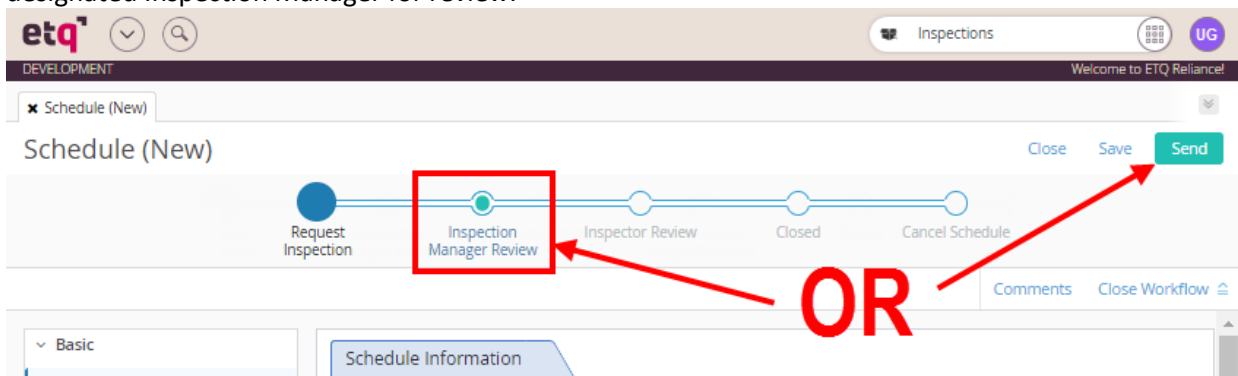 designated Inspection Manager for review.
etq
Inspections
UG
DEVELOPMENT
Welcome to ETQ Reliance!
Schedule (New)
Schedule (New)
Close Save Send
Request
Inspection
Inspection
Manager Review
Inspector Review
Closed
Cancel Schedule
OR
Comments Close Workflow
Basic
Schedule Information